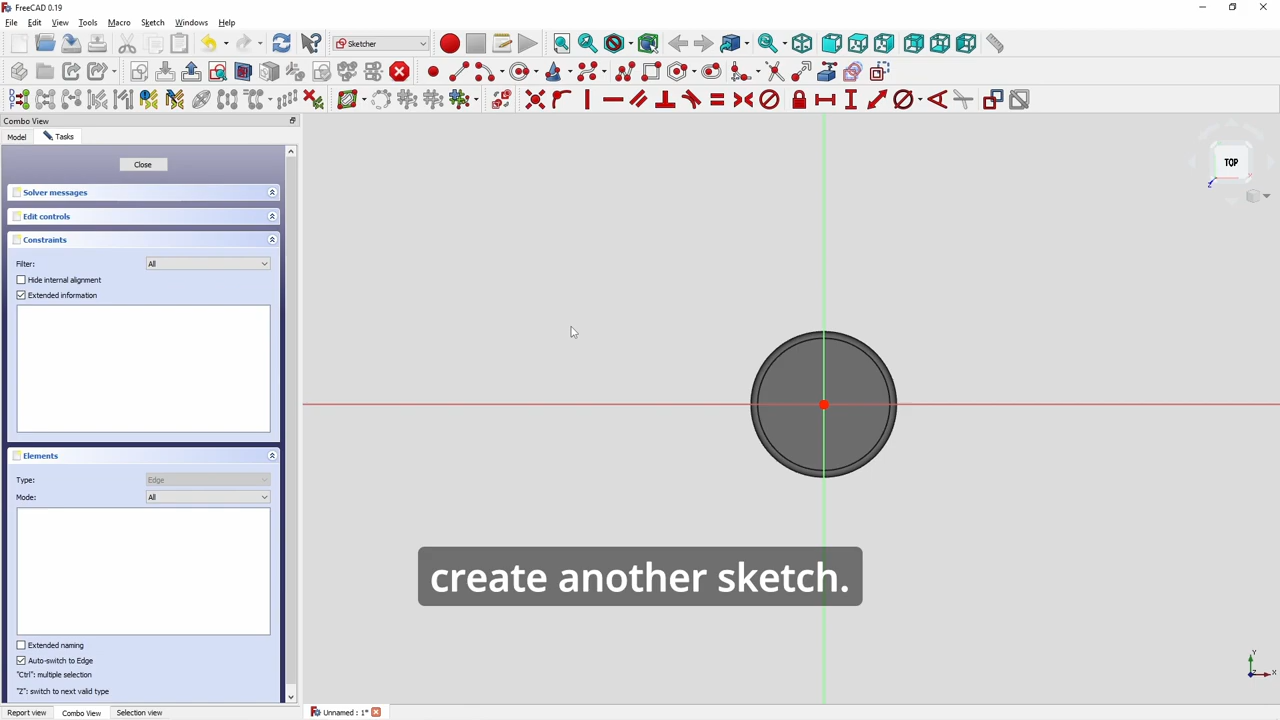 FreeCAD 0.19
File Edit View Tools Macro Sketch Windows Help
Sketcher
Combo View
Model Tasks
Close
Solver messages
Edit controls
Constraints
Filter: All
Hide internal alignment
Extended information
Elements
Type: Edge
Mode: All
Extended naming
Auto-switch to Edge
"Ctrl": multiple selection
"Z": switch to next valid type
TOP
create another sketch.
Y
X
Report view Combo View Selection view Unnamed : 1*